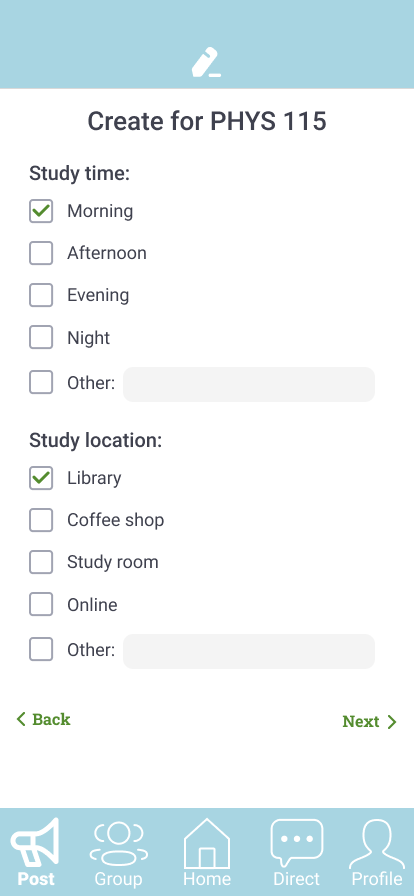 Create for PHYS 115
Study time:
Morning
Afternoon
Evening
Night
Other:
Study location:
Library
Coffee shop
Study room
Online
Other:
Back
Next
Post
Group
Home
Direct
Profile